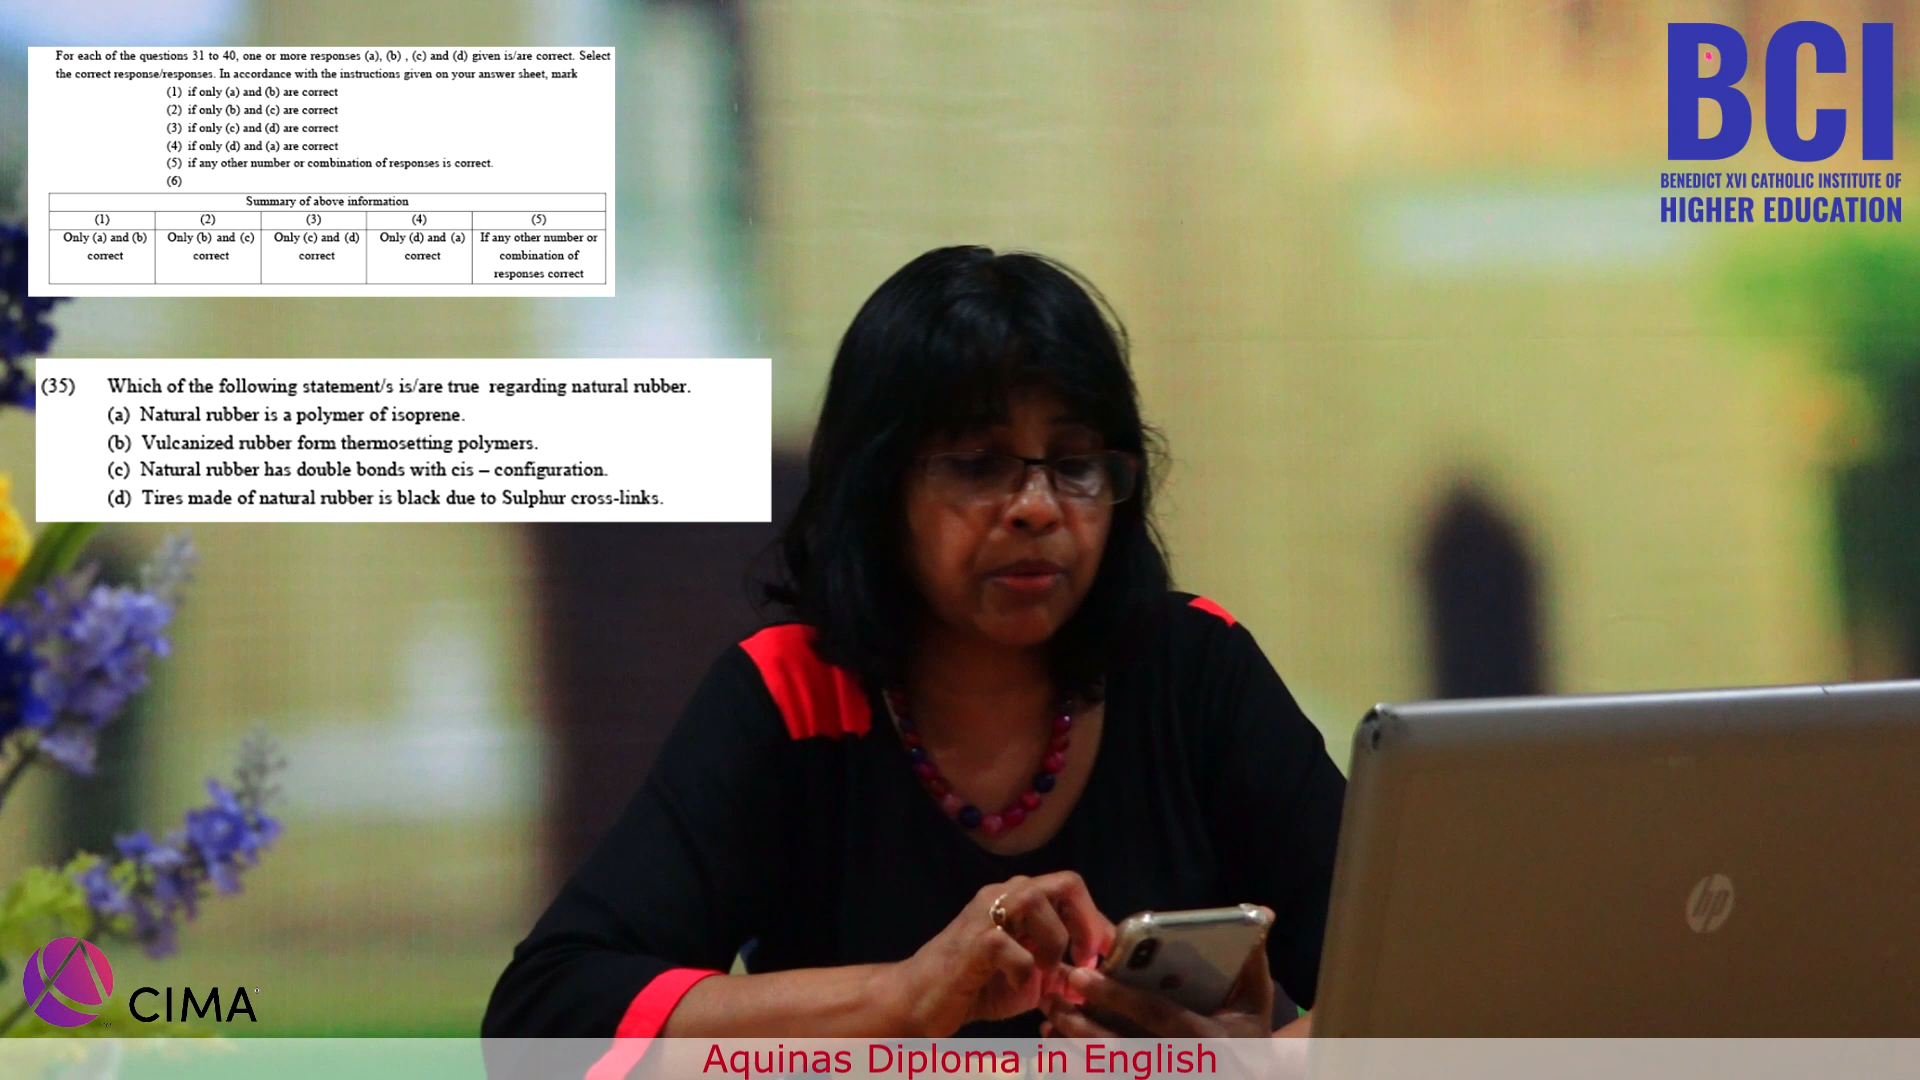 For each of the questions 31 to 40, one or more responses (a), (b) , (c) and (d) given is/are correct. Select
the correct response/responses. In accordance with the instructions given on your answer sheet, mark
(1) if only (a) and (b) are correct
(2) if only (b) and (c) are correct
(3) if only (c) and (d) are correct
(4) if only (d) and (a) are correct
(5) if any other number or combination of responses is correct.
(6)
Summary of above information
(1) (2) (3) (4) (5)
Only (a) and (b) Only (b) and (c) Only (c) and (d) Only (d) and (a) If any other number or
correct correct correct correct combination of
responses correct
(35) Which of the following statement/s is/are true regarding natural rubber.
(a) Natural rubber is a polymer of isoprene.
(b) Vulcanized rubber form thermosetting polymers.
(c) Natural rubber has double bonds with cis – configuration.
(d) Tires made of natural rubber is black due to Sulphur cross-links.
BCI
BENEDICT XVI CATHOLIC INSTITUTE OF
HIGHER EDUCATION
hp
CIMA
Aquinas Diploma in English